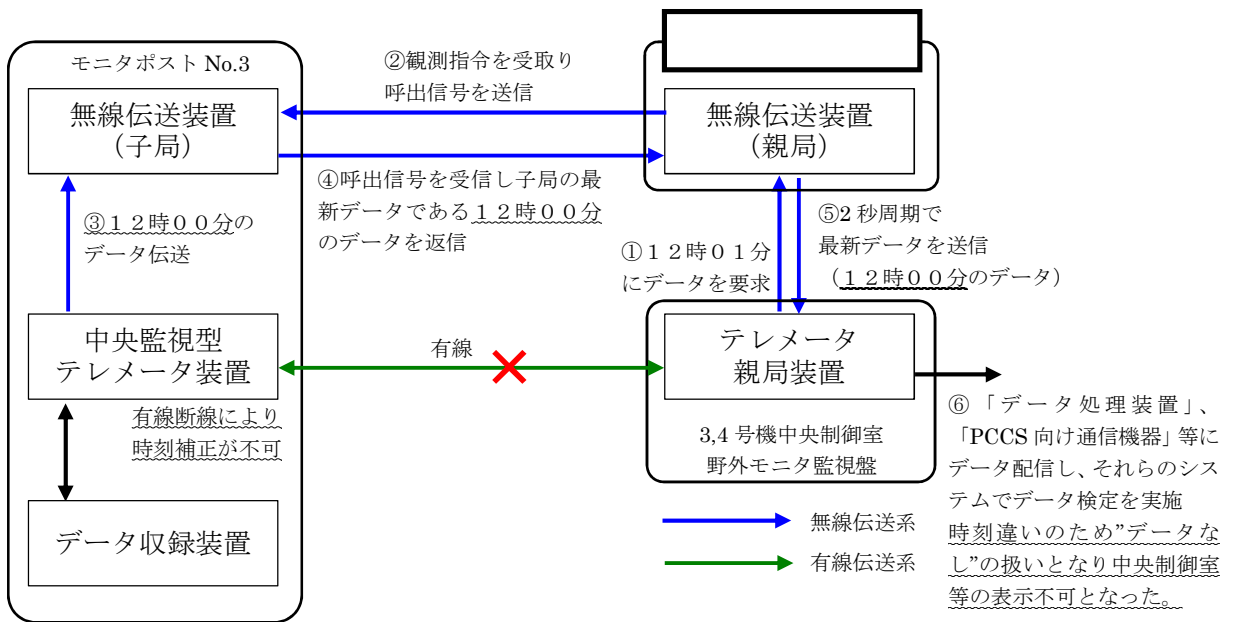 モニタポスト No.3
無線伝送装置
（子局）
②観測指令を受取り
呼出信号を送信
無線伝送装置
（親局）
④呼出信号を受信し子局の最
新データである１２時００分
のデータを返信
③１２時００分の
データ伝送
①１２時０１分
にデータを要求
⑤2 秒周期で
最新データを送信
（１２時００分のデータ）
中央監視型
テレメータ装置
有線
テレメータ
親局装置
有線断線により
時刻補正が不可
3,4 号機中央制御室
野外モニタ監視盤
データ収録装置
無線伝送系
有線伝送系
⑥「データ処理装置」、
「PCCS 向け通信機器」等に
データ配信し、それらのシス
テムでデータ検定を実施
時刻違いのため”データな
し”の扱いとなり中央制御室
等の表示不可となった。